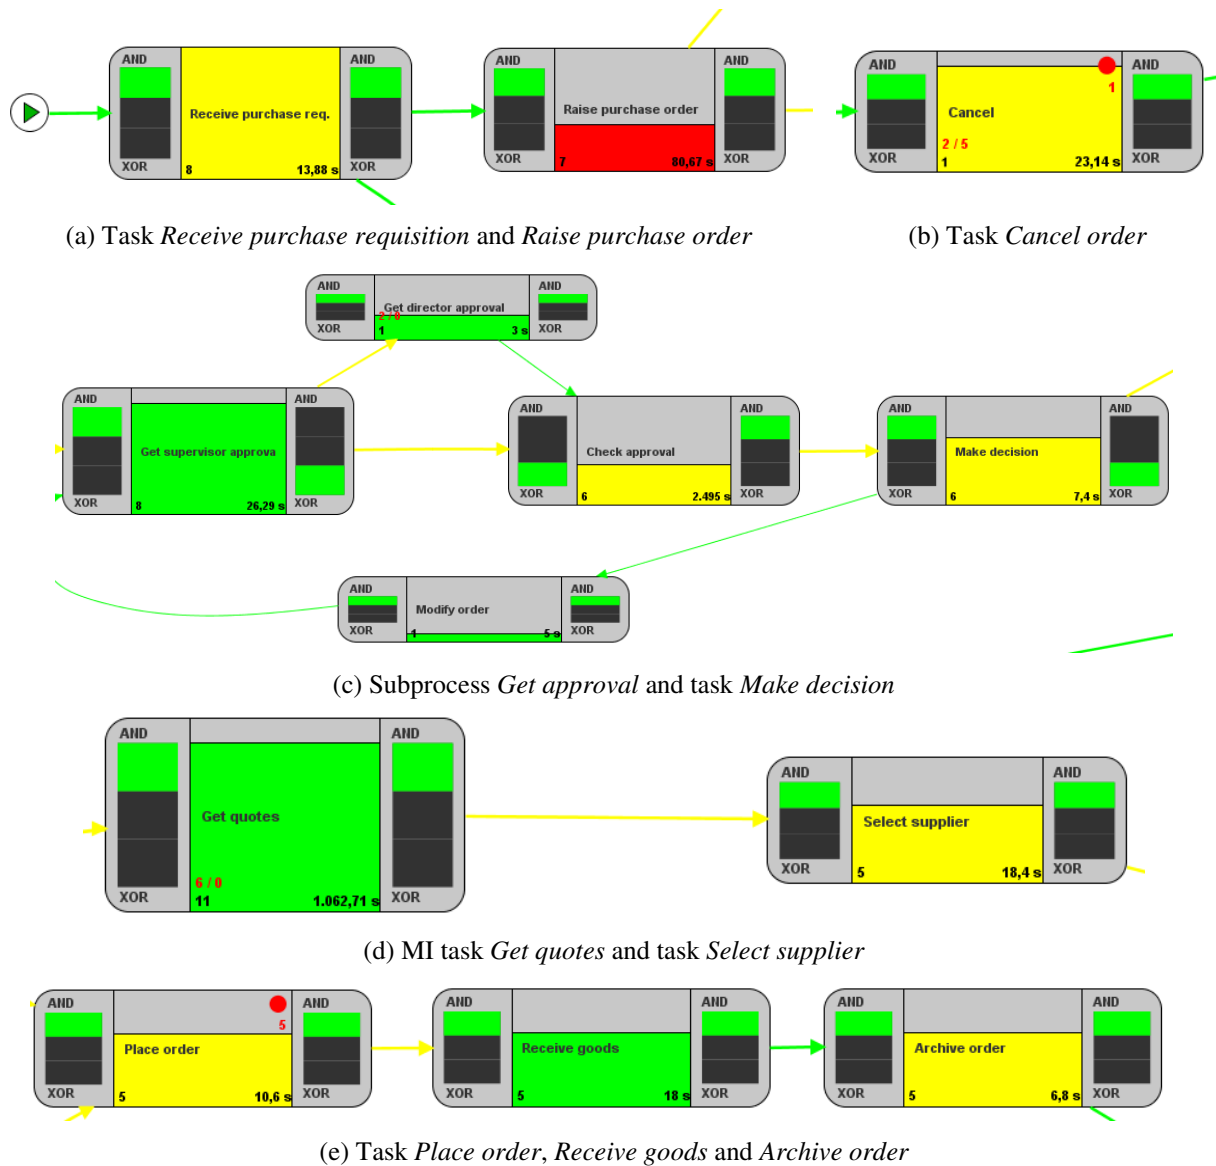 AND AND AND AND
Receive purchase req.
XOR 8 13,88 s XOR
AND AND
Raise purchase order
XOR 7 80,67 s XOR
AND 1 AND
Cancel
2 / 5
XOR 1 23,14 s XOR
(a) Task Receive purchase requisition and Raise purchase order
(b) Task Cancel order
AND AND
Get director approval
2 / 0
XOR 1 3 s XOR
AND AND
Get supervisor approva
XOR 8 26,29 s XOR
AND AND
Check approval
XOR 6 2.495 s XOR
AND AND
Make decision
XOR 6 7,4 s XOR
AND AND
Modify order
XOR 1 5 s XOR
(c) Subprocess Get approval and task Make decision
AND AND
Get quotes
6 / 0
XOR 11 1.062,71 s XOR
AND AND
Select supplier
XOR 5 18,4 s XOR
(d) MI task Get quotes and task Select supplier
AND 5 AND
Place order
XOR 5 10,6 s XOR
AND AND
Receive goods
XOR 5 18 s XOR
AND AND
Archive order
XOR 5 6,8 s XOR
(e) Task Place order, Receive goods and Archive order